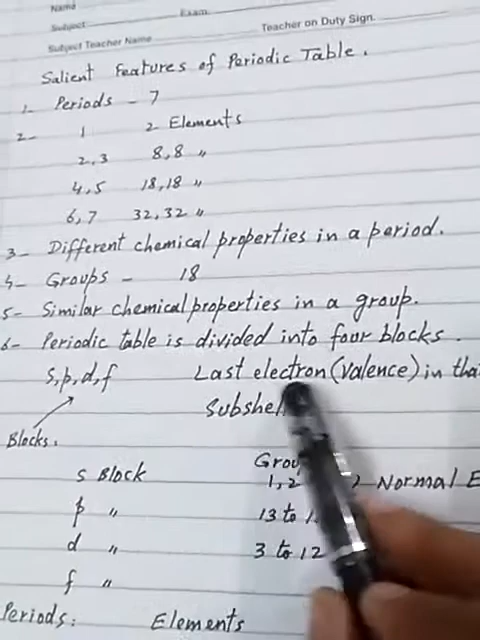 Name
Subject
Exam
Subject Teacher Name
Teacher on Duty Sign.
Salient Features of Periodic Table.
1- Periods - 7
2- 1 2 Elements
2,3 8,8 "
4,5 18,18 "
6,7 32,32 "
3- Different chemical properties in a period.
4- Groups - 18
5- Similar chemical properties in a group.
6- Periodic table is divided into four blocks.
s,p,d,f Last electron (valence) in
Blocks.
s Block 1,2 Normal
p " 13 to
d " 3 to 12
f "
Periods: Elements